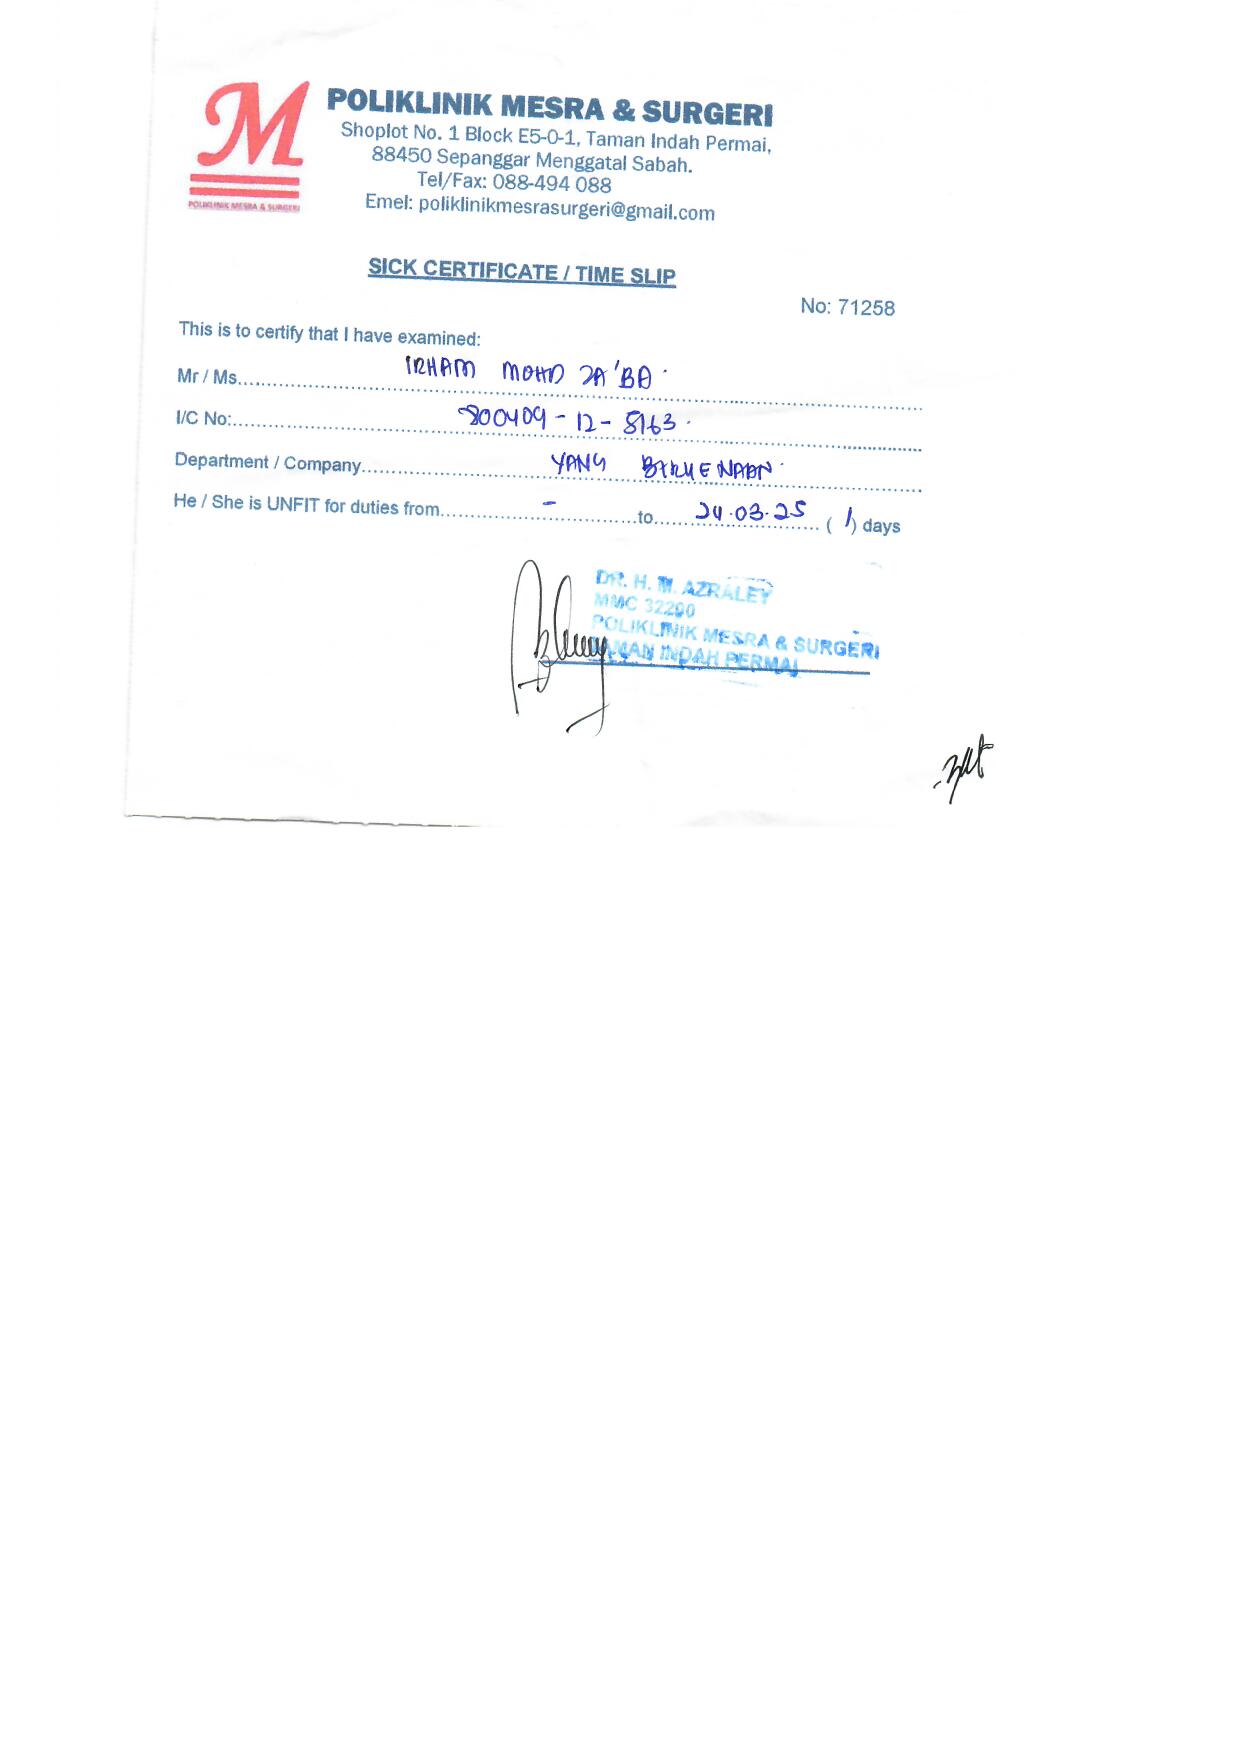 M
POLIKLINIK MESRA & SURGERI
POLIKLINIK MESRA & SURGERI
Shoplot No. 1 Block E5-0-1, Taman Indah Permai,
88450 Sepanggar Menggatal Sabah.
Tel/Fax: 088-494 088
Emel: poliklinikmesrasurgeri@gmail.com
SICK CERTIFICATE / TIME SLIP
No: 71258
This is to certify that I have examined:
Mr / Ms. IRHAM MOHD ZA'BA
I/C No: 800409-12-5163
Department / Company YANG BERKENAAN
He / She is UNFIT for duties from - to 24.03.25 (1) days
DR. H. M. AZRALEY
MMC 32290
POLIKLINIK MESRA & SURGERI
TAMAN INDAH PERMAI